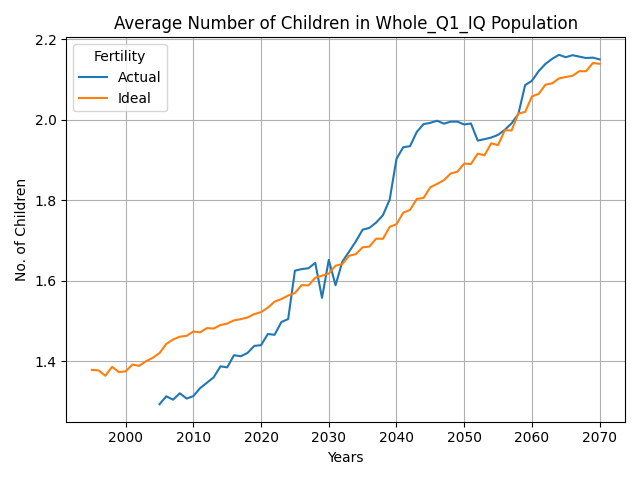 Average Number of Children in Whole_Q1_IQ Population
Fertility
Actual
Ideal
No. of Children
2.2
2.0
1.8
1.6
1.4
2000 2010 2020 2030 2040 2050 2060 2070
Years